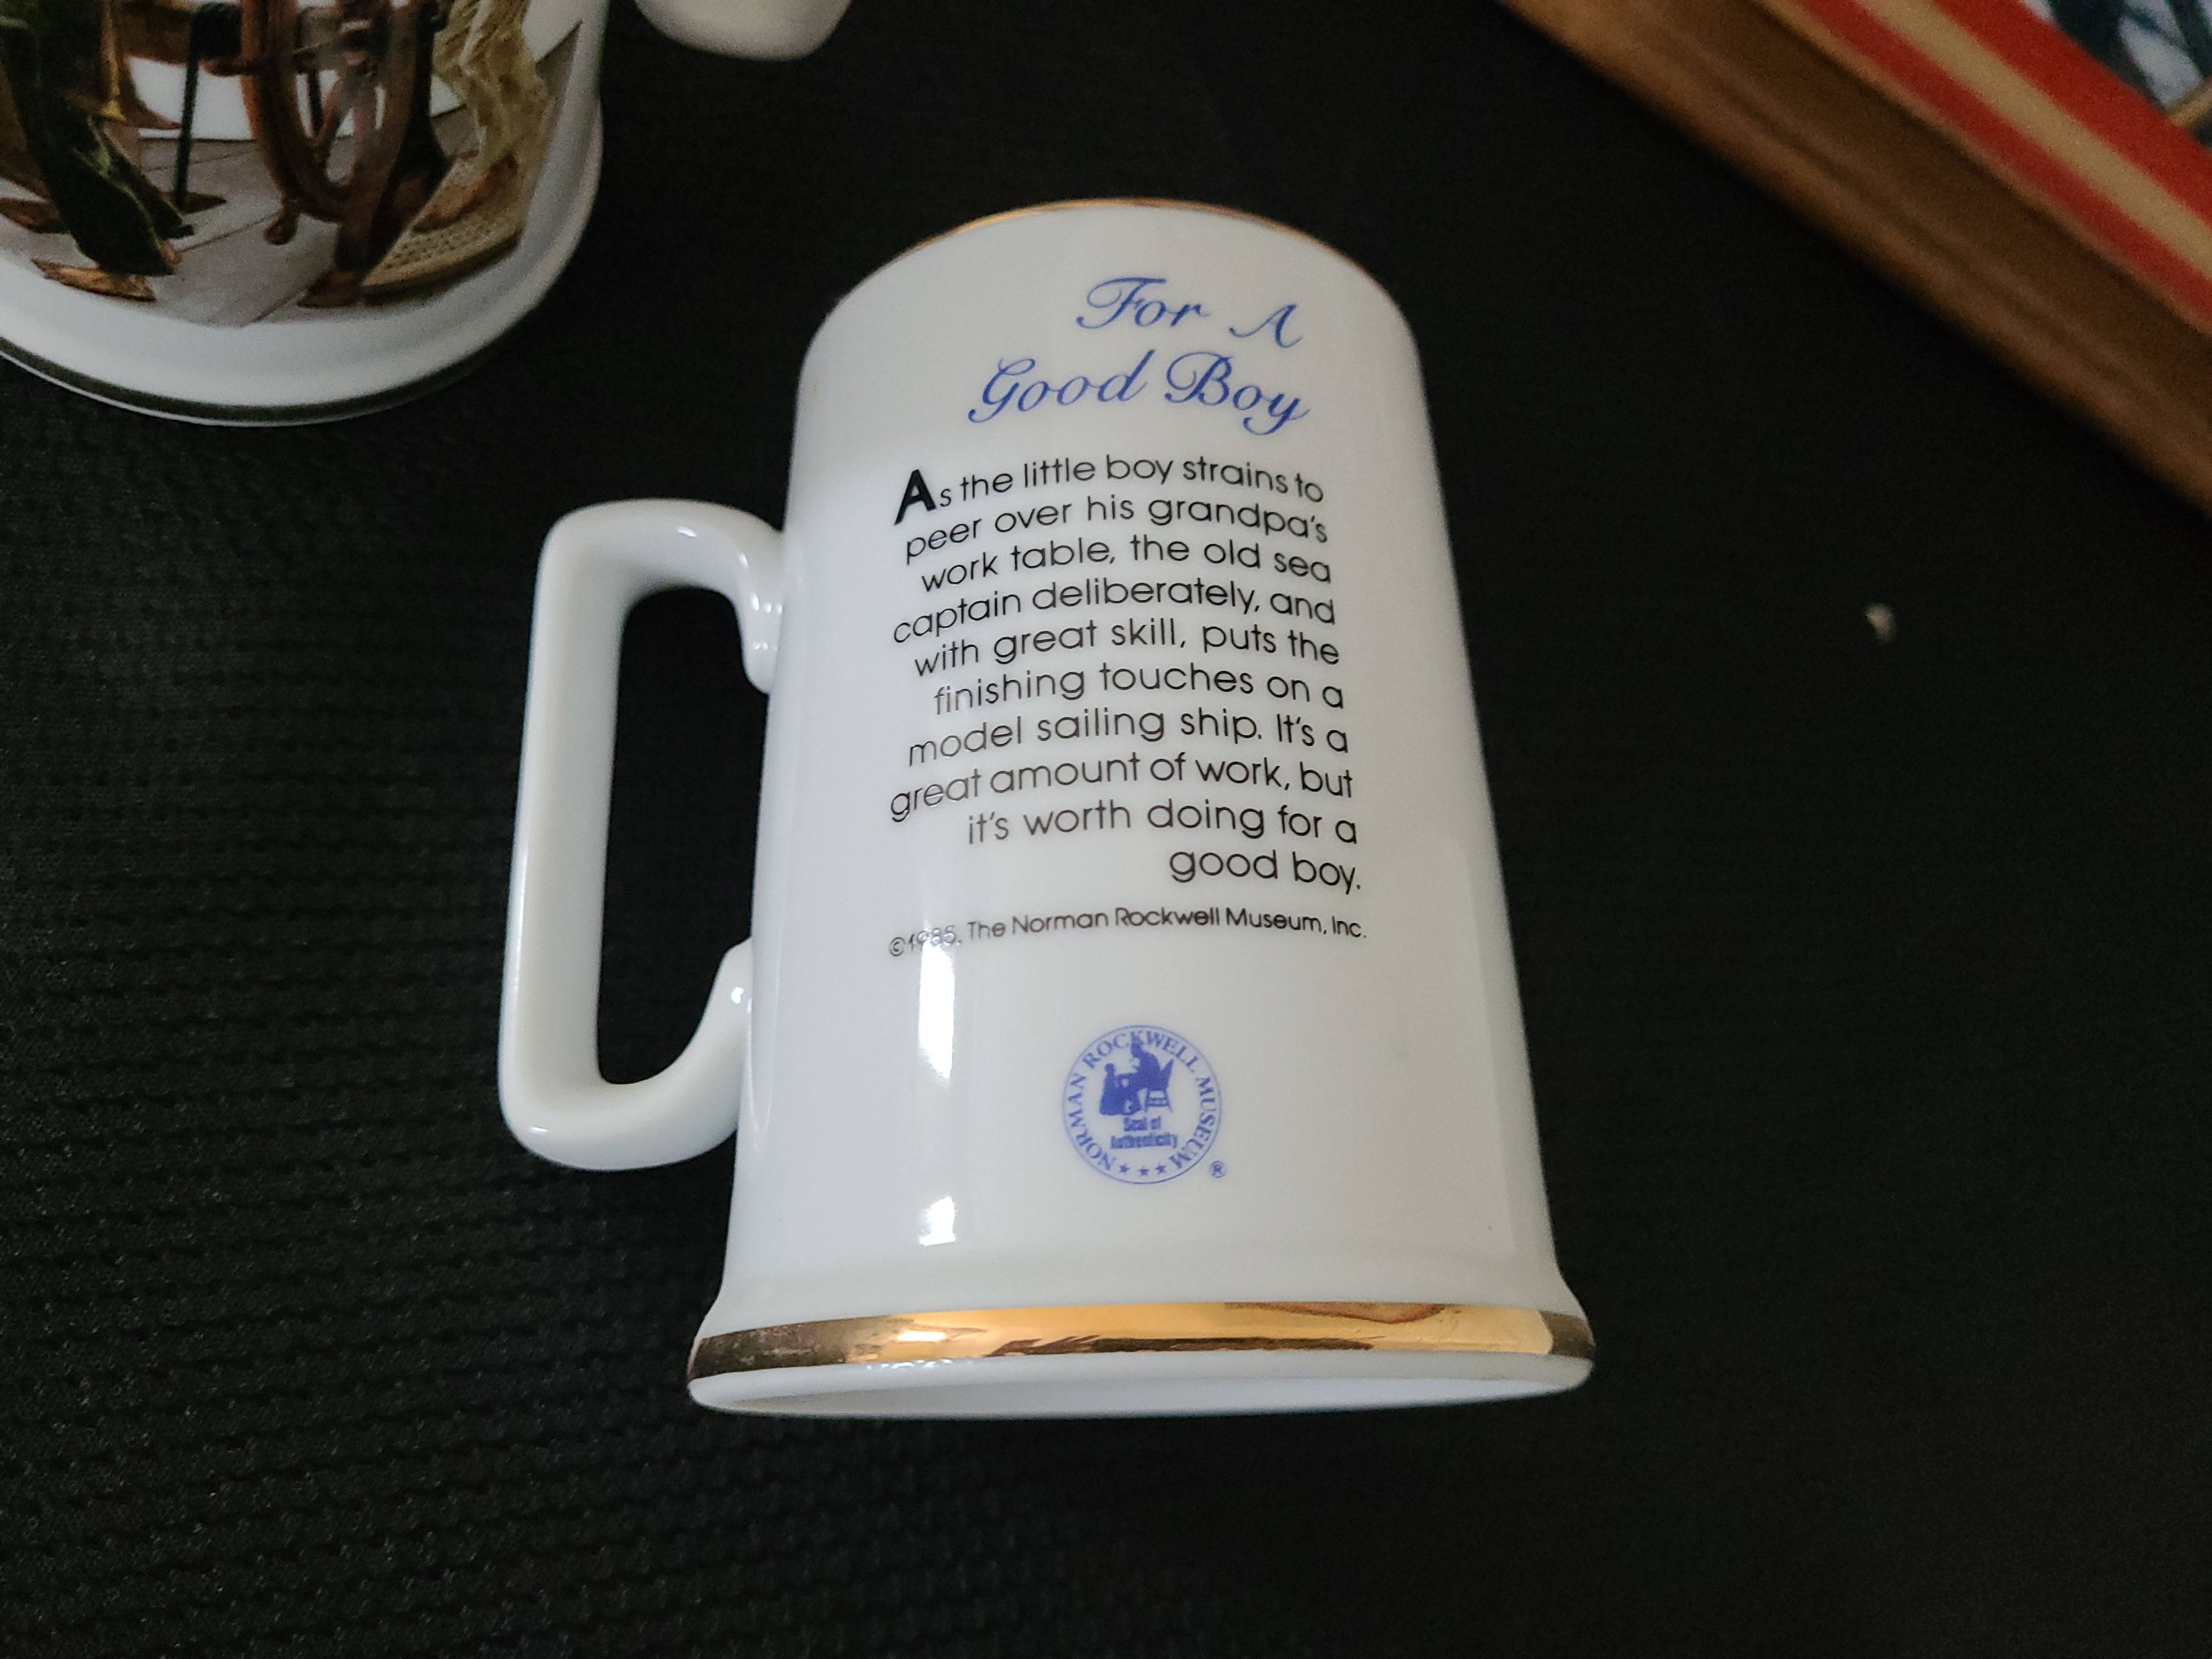 For A
Good Boy
As the little boy strains to
peer over his grandpa's
work table, the old sea
captain deliberately, and
with great skill, puts the
finishing touches on a
model sailing ship. It's a
great amount of work, but
it's worth doing for a
good boy.
©1985, The Norman Rockwell Museum, Inc.
NORMAN ROCKWELL MUSEUM
Seal of
Authenticity
®